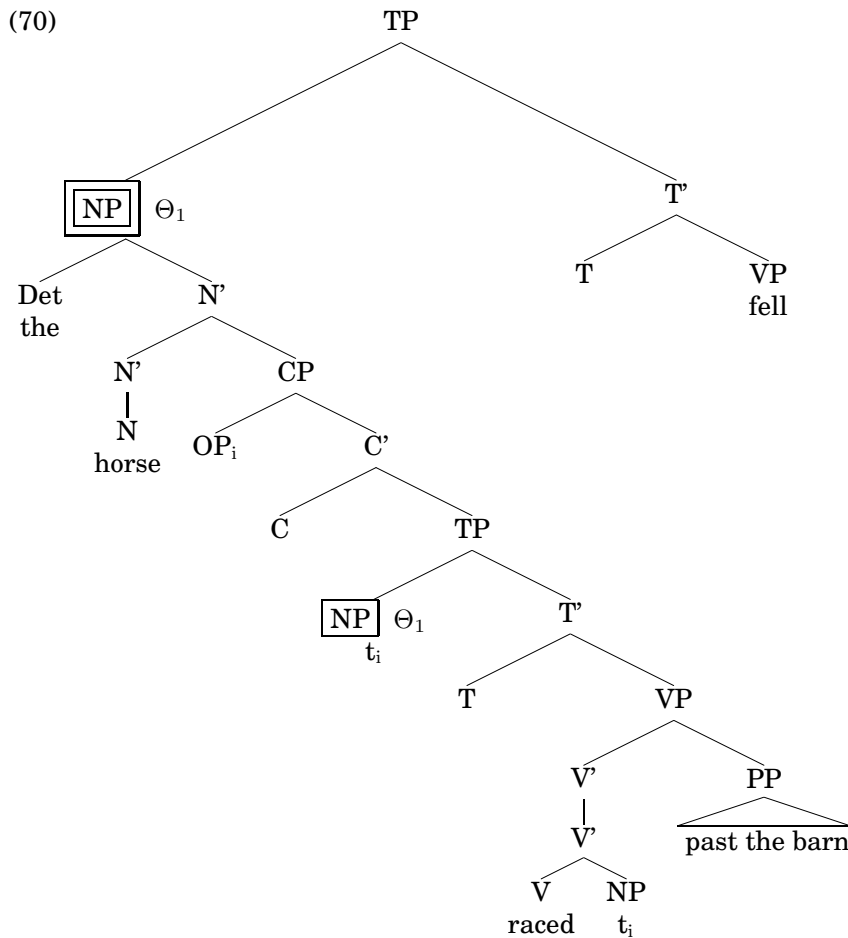 (70) TP
NP Θ₁ T’
Det N’ T VP
the fell
N’ CP
N OPᵢ C’
horse
C TP
NP Θ₁ T’
tᵢ
T VP
V’ PP
V’ past the barn
V NP
raced tᵢ